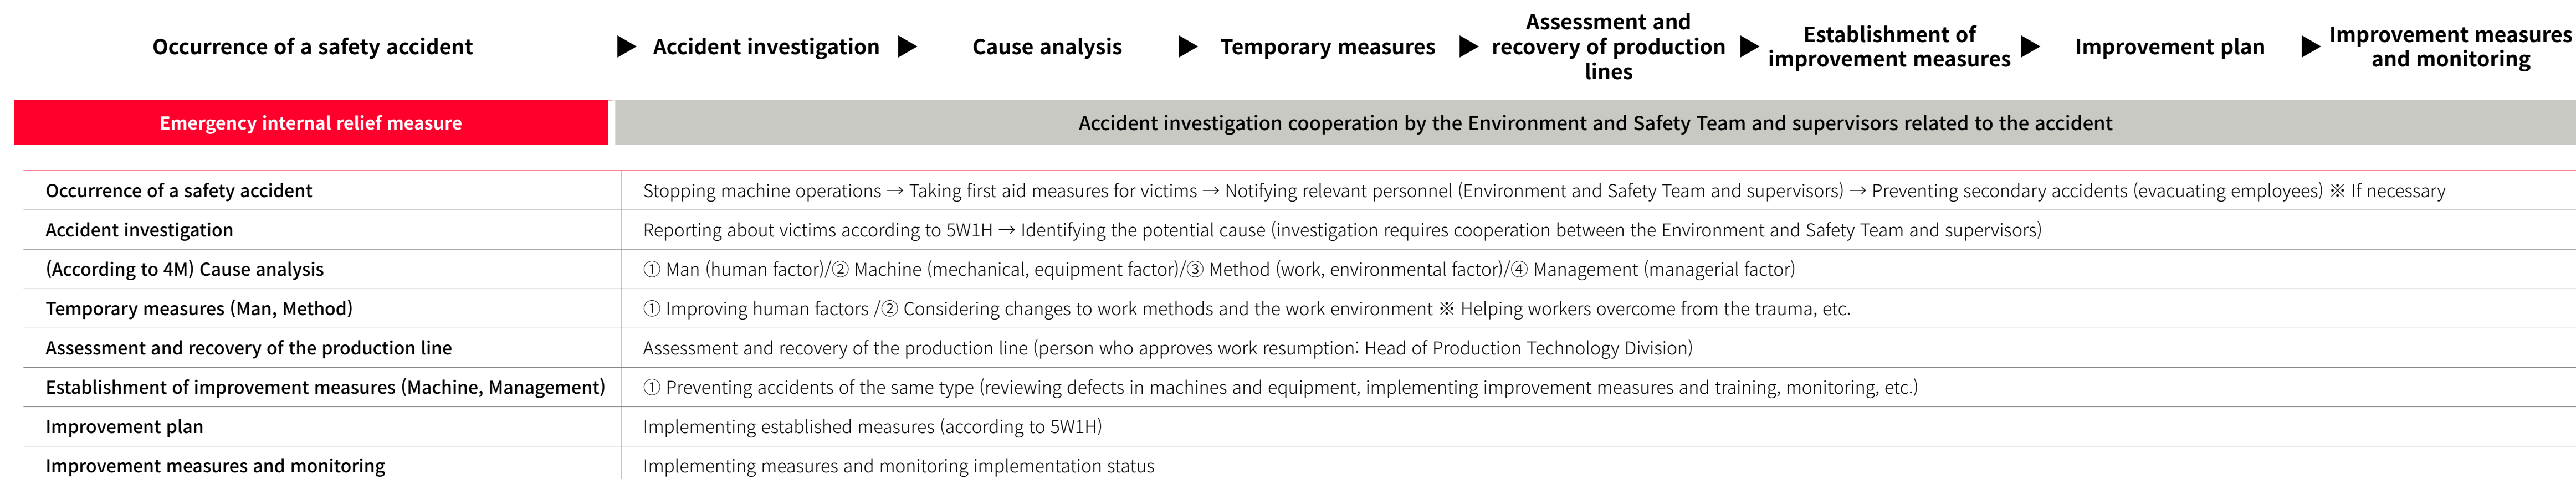 Occurrence of a safety accident ▶ Accident investigation ▶ Cause analysis ▶ Temporary measures ▶ Assessment and recovery of production lines ▶ Establishment of improvement measures ▶ Improvement plan ▶ Improvement measures and monitoring
Emergency internal relief measure
Accident investigation cooperation by the Environment and Safety Team and supervisors related to the accident
Occurrence of a safety accident
Stopping machine operations → Taking first aid measures for victims → Notifying relevant personnel (Environment and Safety Team and supervisors) → Preventing secondary accidents (evacuating employees) ※ If necessary
Accident investigation
Reporting about victims according to 5W1H → Identifying the potential cause (investigation requires cooperation between the Environment and Safety Team and supervisors)
(According to 4M) Cause analysis
① Man (human factor)/② Machine (mechanical, equipment factor)/③ Method (work, environmental factor)/④ Management (managerial factor)
Temporary measures (Man, Method)
① Improving human factors /② Considering changes to work methods and the work environment ※ Helping workers overcome from the trauma, etc.
Assessment and recovery of the production line
Assessment and recovery of the production line (person who approves work resumption: Head of Production Technology Division)
Establishment of improvement measures (Machine, Management)
① Preventing accidents of the same type (reviewing defects in machines and equipment, implementing improvement measures and training, monitoring, etc.)
Improvement plan
Implementing established measures (according to 5W1H)
Improvement measures and monitoring
Implementing measures and monitoring implementation status